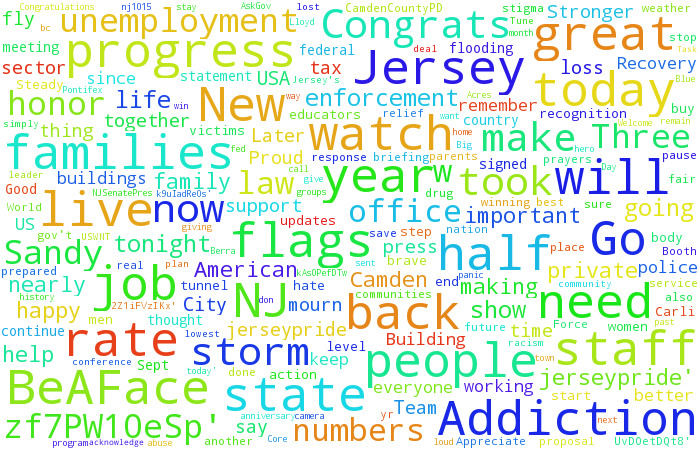 Congratulations nj1015 stay AskGov lost CamdenCountyPD stigma weather
fly bc unemployment Lloyd Congrats Tune month Stronger great stop Task
meeting progress federal deal flooding Recovery
sector since statement USA Jersey's tax Jersey loss today Blue
Steady Pontifex win way enforcement Acres remember recognition buy
honor life New educators relief want country
simply together victims watch home Big make Three Welcome remain
thing Later response briefing parents signed hero pause
families Proud law year w took will prayers Day fair
leader buildings family call give drug winning best sure
Good NJSenatePres k9uIadReOs fed groups
World live now support office important going
US gov't USWNT giving updates save step nation body
Sandy tonight Berra flags press brave half Go place Booth
prepared real plan American kAsOPefDTw sent end panic private police
nearly job tunnel hate Camden making community service
history 2Z1iFVzIKx' City NJ don mourn communities show need also
happy men thought jerseypride back future Force women Carli past
continue rate lowest level Building time racism
help conference Sept storm keep people town staff
BeAFace today' done action everyone working jerseypride'
state anniversary camera yr Team Addiction start better
zf7PW10eSp' say Core numbers next
program acknowledge abuse another loud Appreciate proposal UvDOetDQt8'